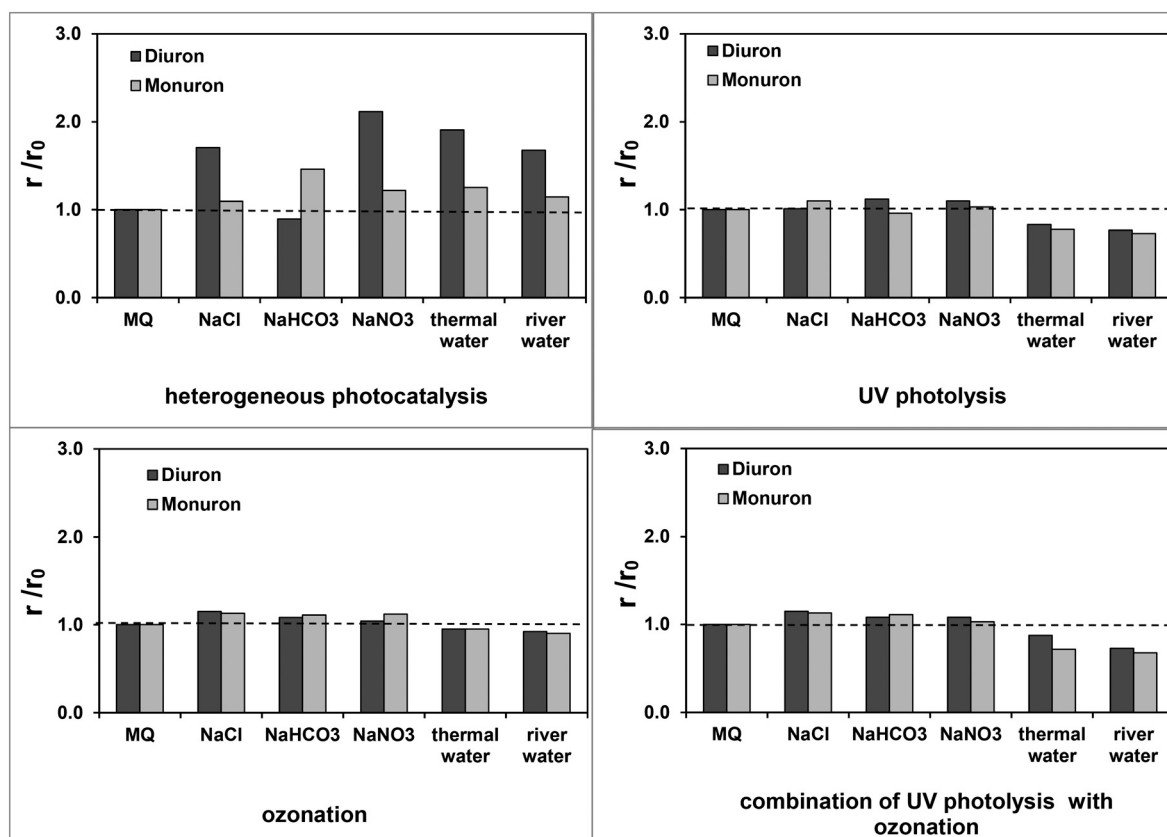 3.0
2.0
1.0
0.0
r /r0
Diuron
Monuron
MQ NaCl NaHCO3 NaNO3 thermal water river water
heterogeneous photocatalysis
3.0
2.0
1.0
0.0
r /r0
Diuron
Monuron
MQ NaCl NaHCO3 NaNO3 thermal water river water
UV photolysis
3.0
2.0
1.0
0.0
r /r0
Diuron
Monuron
MQ NaCl NaHCO3 NaNO3 thermal water river water
ozonation
3.0
2.0
1.0
0.0
r /r0
Diuron
Monuron
MQ NaCl NaHCO3 NaNO3 thermal water river water
combination of UV photolysis with
ozonation